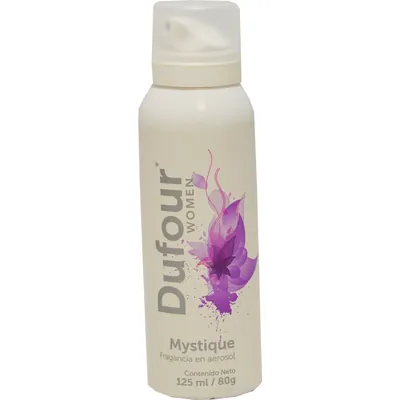 Dufour
WOMEN
Mystique
Fragancia en aerosol
Contenido Neto
125 ml / 80g